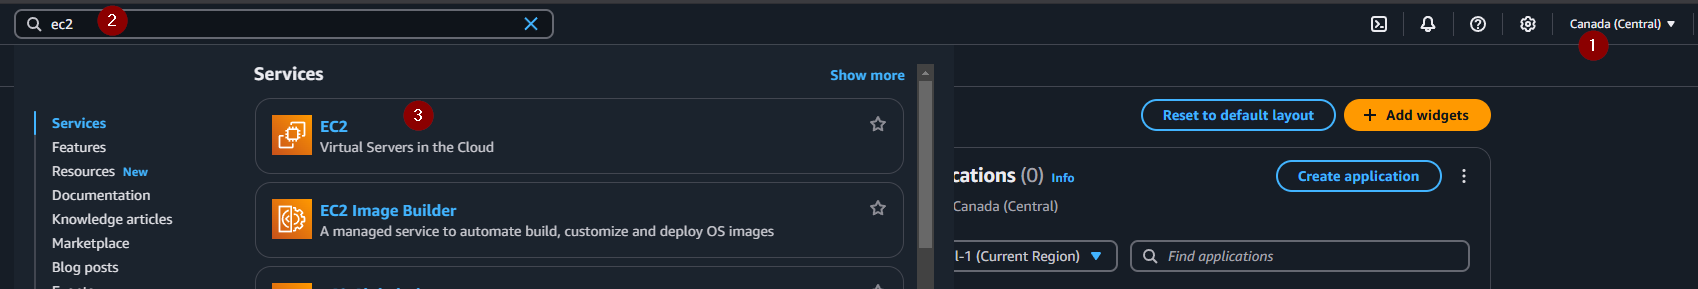 ec2
2
Canada (Central)
1
Services
Show more
Services
Features
Resources New
Documentation
Knowledge articles
Marketplace
Blog posts
3
EC2
Virtual Servers in the Cloud
EC2 Image Builder
A managed service to automate build, customize and deploy OS images
Reset to default layout
+ Add widgets
cations (0) Info
Create application
Canada (Central)
l-1 (Current Region)
Find applications